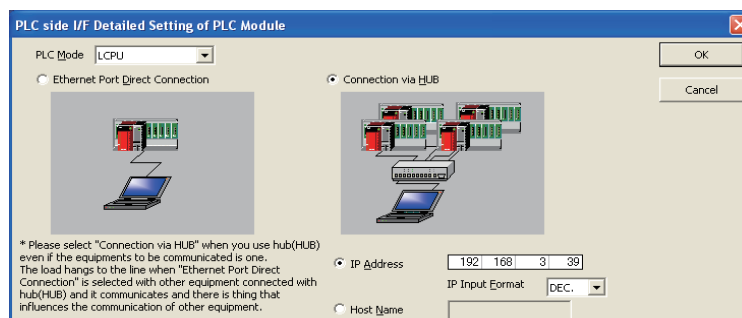 PLC side I/F Detailed Setting of PLC Module
PLC Mode LCPU
OK
Cancel
Ethernet Port Direct Connection
Connection via HUB
* Please select "Connection via HUB" when you use hub(HUB)
even if the equipments to be communicated is one.
The load hangs to the line when "Ethernet Port Direct
Connection" is selected with other equipment connected with
hub(HUB) and it communicates and there is thing that
influences the communication of other equipment.
IP Address 192 168 3 39
IP Input Format DEC.
Host Name